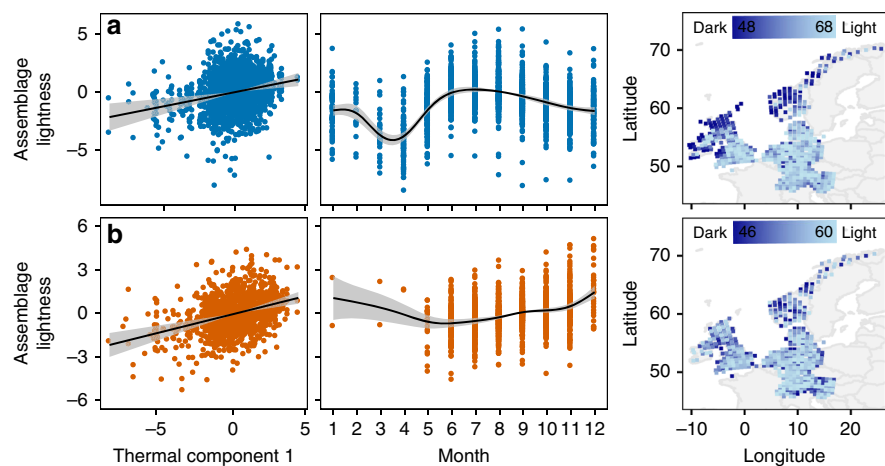 a
Assemblage
lightness
5
0
−5
Dark 48 68 Light
Latitude
70
60
50
b
Assemblage
lightness
6
3
0
−3
−6
−5 0 5
Thermal component 1
1 2 3 4 5 6 7 8 9 10 11 12
Month
Dark 46 60 Light
Latitude
70
60
50
−10 0 10 20
Longitude